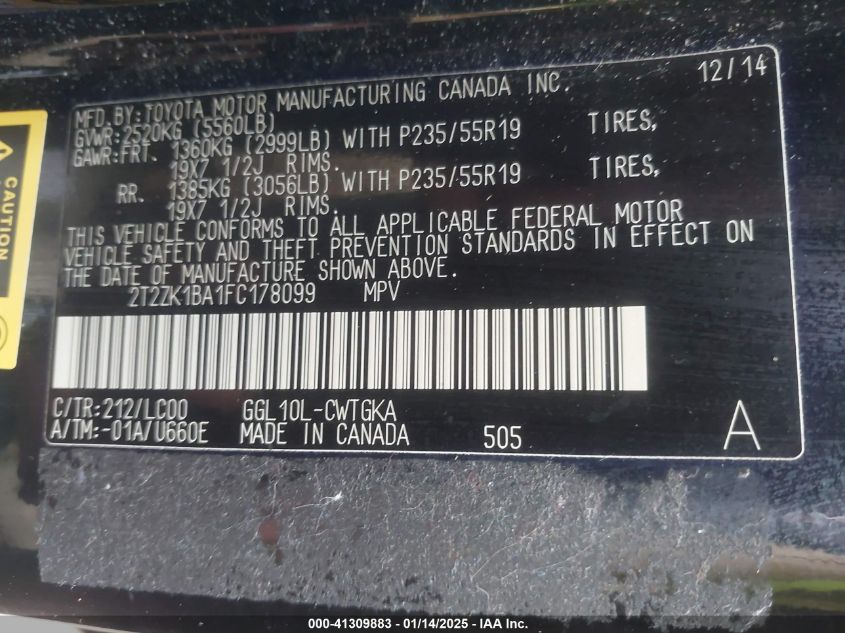 12/14
MFD. BY: TOYOTA MOTOR MANUFACTURING CANADA INC.
GVWR: 2520KG (5560LB)
GAWR: FRT. 1360KG (2999LB) WITH P235/55R19 TIRES,
19X7 1/2J RIMS.
RR. 1385KG (3056LB) WITH P235/55R19 TIRES,
19X7 1/2J RIMS.
THIS VEHICLE CONFORMS TO ALL APPLICABLE FEDERAL MOTOR
VEHICLE SAFETY AND THEFT PREVENTION STANDARDS IN EFFECT ON
THE DATE OF MANUFACTURE SHOWN ABOVE.
2T2ZK1BA1FC178099 MPV
C/TR: 212/LC00 GGL10L-CWTGKA
A/TM: -01A/U660E MADE IN CANADA 505 A
CAUTION
000-41309883 - 01/14/2025 - IAA Inc.